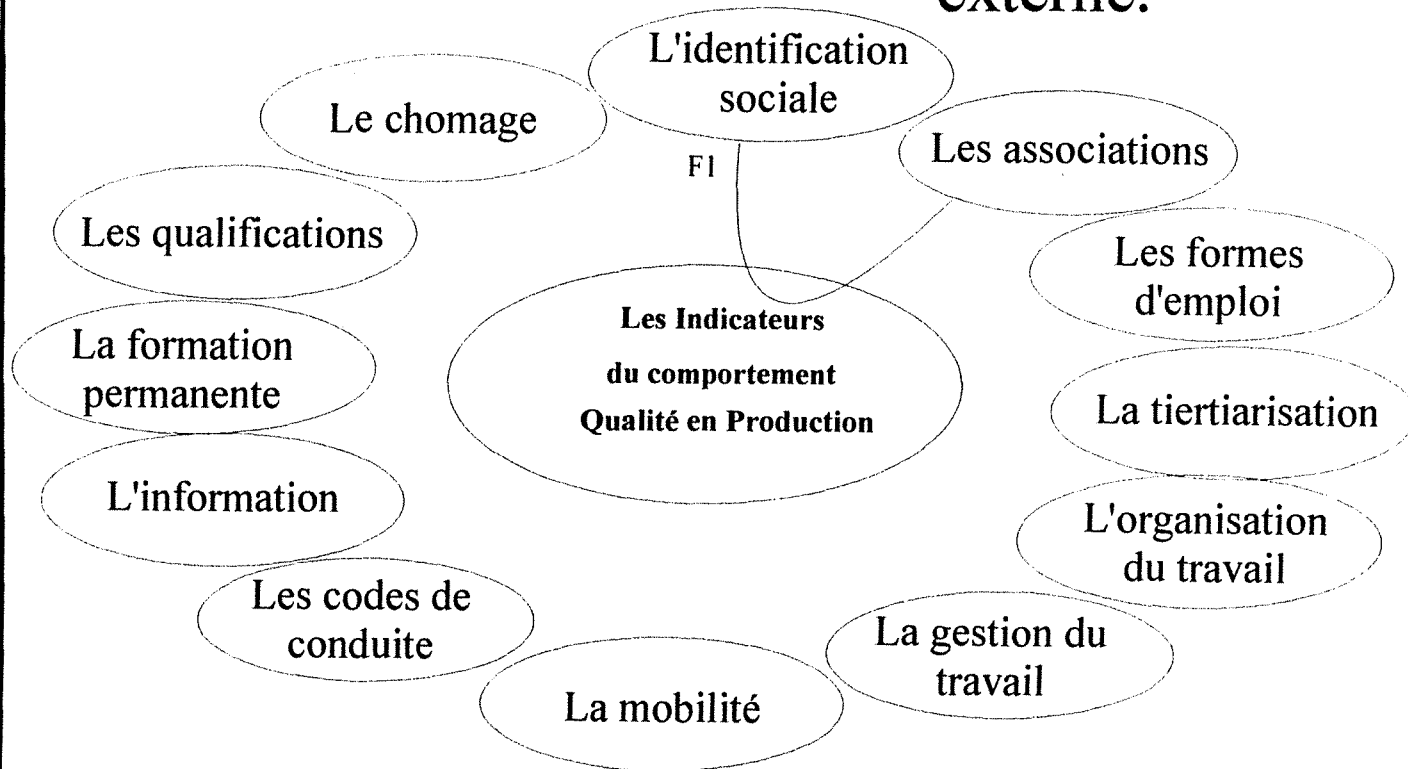 externe.
L'identification
sociale
Le chomage
Les associations
F1
Les qualifications
Les formes
d'emploi
Les Indicateurs
du comportement
Qualité en Production
La formation
permanente
La tiertiarisation
L'information
L'organisation
du travail
Les codes de
conduite
La gestion du
travail
La mobilité